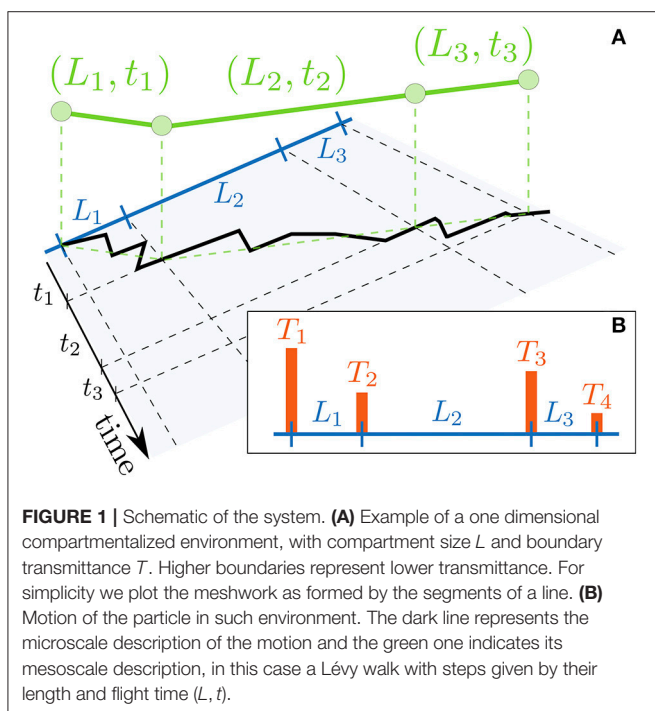 A
(L₁, t₁) (L₂, t₂) (L₃, t₃)
L₁ L₂ L₃
t₁
t₂
t₃
time
B
T₁ T₂ T₃ T₄
L₁ L₂ L₃
FIGURE 1 | Schematic of the system. (A) Example of a one dimensional
compartmentalized environment, with compartment size L and boundary
transmittance T. Higher boundaries represent lower transmittance. For
simplicity we plot the meshwork as formed by the segments of a line. (B)
Motion of the particle in such environment. The dark line represents the
microscale description of the motion and the green one indicates its
mesoscale description, in this case a Lévy walk with steps given by their
length and flight time (L, t).